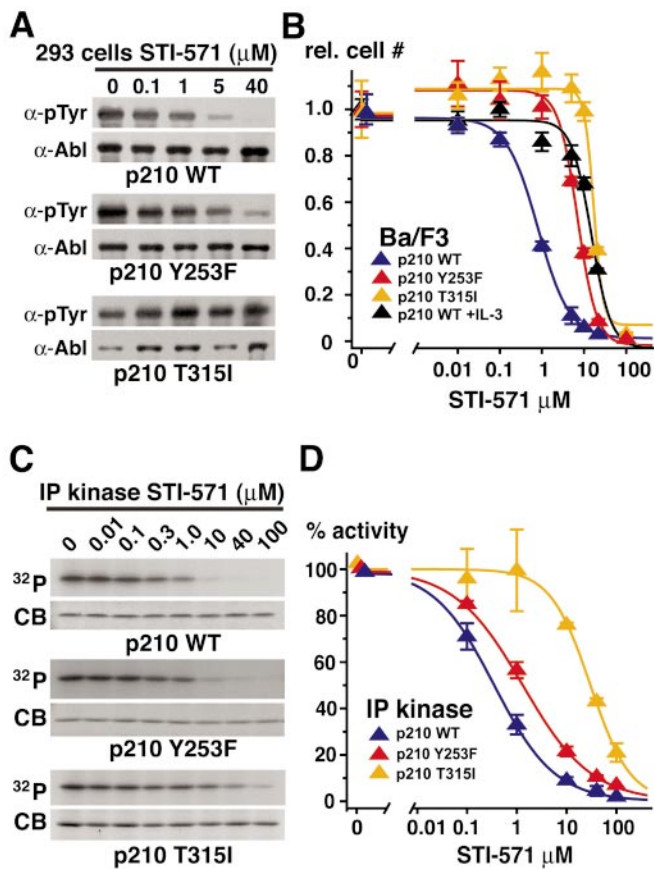 A
293 cells STI-571 (μM)
0 0.1 1 5 40
α-pTyr
α-Abl
p210 WT
α-pTyr
α-Abl
p210 Y253F
α-pTyr
α-Abl
p210 T315I
B
rel. cell #
1.0
0.8
0.6
0.4
0.2
0
Ba/F3
p210 WT
p210 Y253F
p210 T315I
p210 WT +IL-3
0 0.01 0.1 1 10 100
STI-571 μM
C
IP kinase STI-571 (μM)
0 0.01 0.1 0.3 1.0 10 40 100
32P
CB
p210 WT
32P
CB
p210 Y253F
32P
CB
p210 T315I
D
% activity
100
80
60
40
20
0
IP kinase
p210 WT
p210 Y253F
p210 T315I
0 0.01 0.1 1 10 100
STI-571 μM